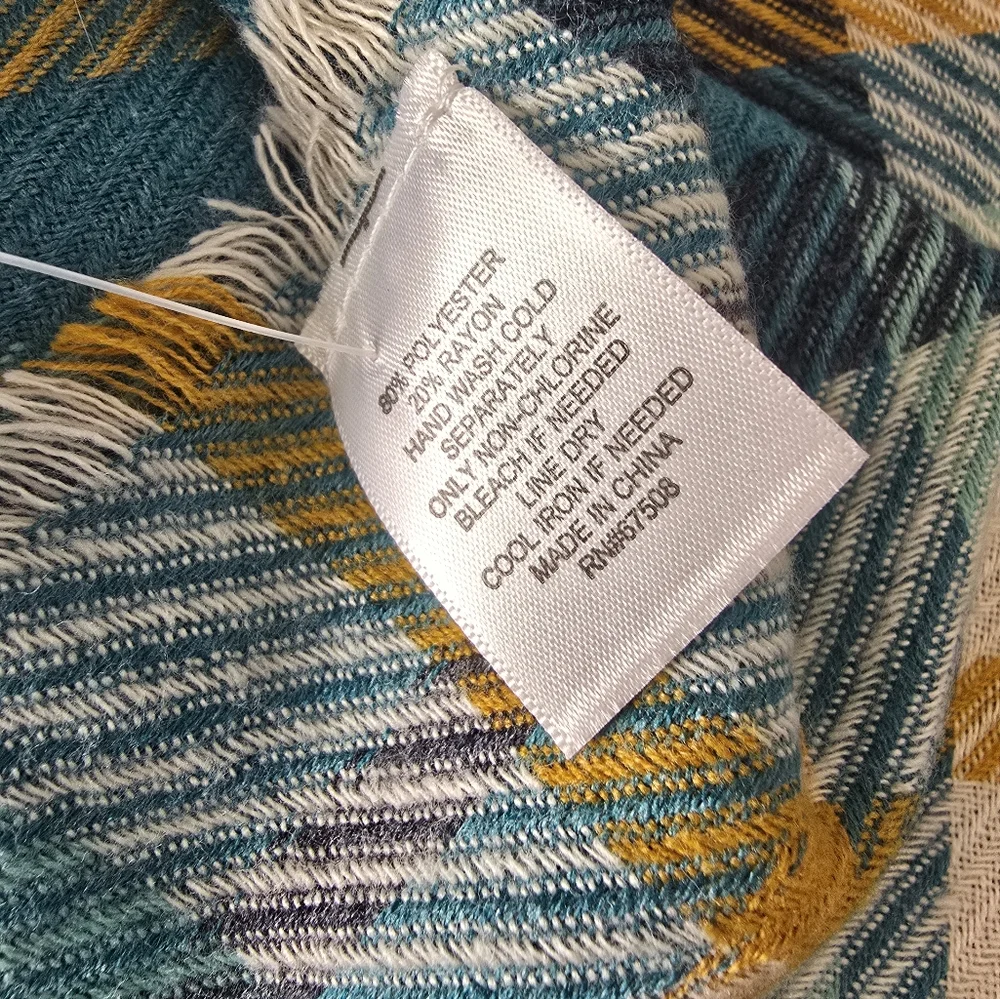 80% POLYESTER
20% RAYON
HAND WASH COLD
SEPARATELY
ONLY NON-CHLORINE
BLEACH IF NEEDED
LINE DRY
COOL IRON IF NEEDED
MADE IN CHINA
RN#57508